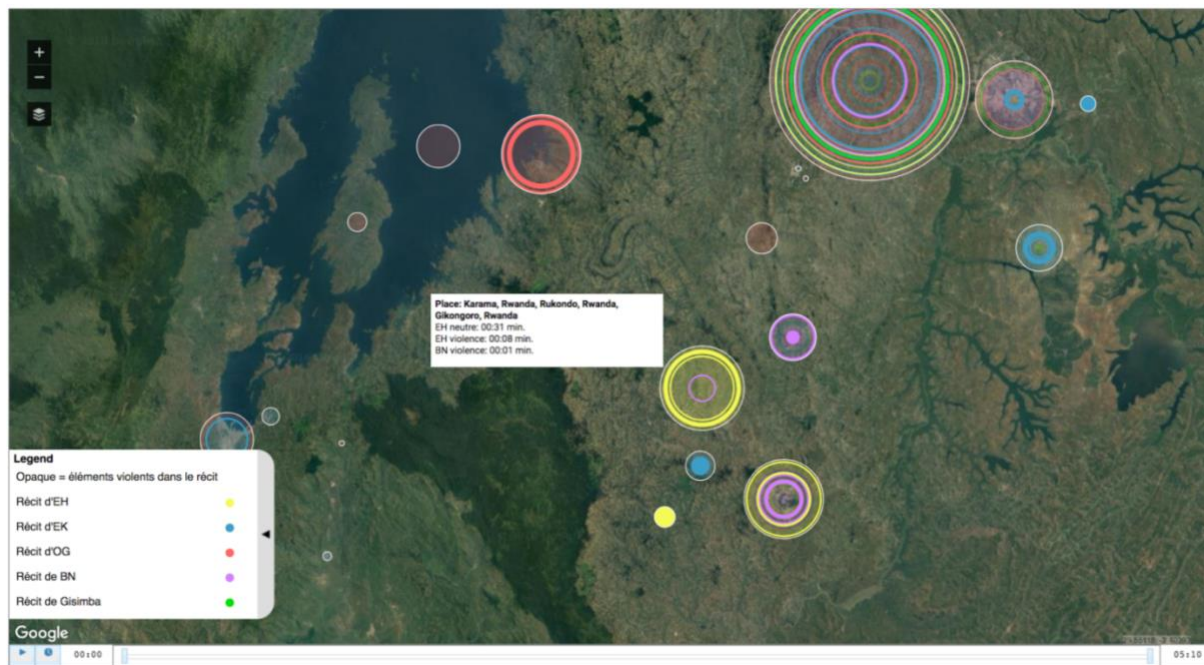 +
−
Place: Karama, Rwanda, Rukondo, Rwanda,
Gikongoro, Rwanda
EH neutre: 00:31 min.
EH violence: 00:08 min.
BN violence: 00:01 min.
Legend
Opaque = éléments violents dans le récit
Récit d'EH
Récit d'EK
Récit d'OG
Récit de BN
Récit de Gisimba
Google
00:00
05:10